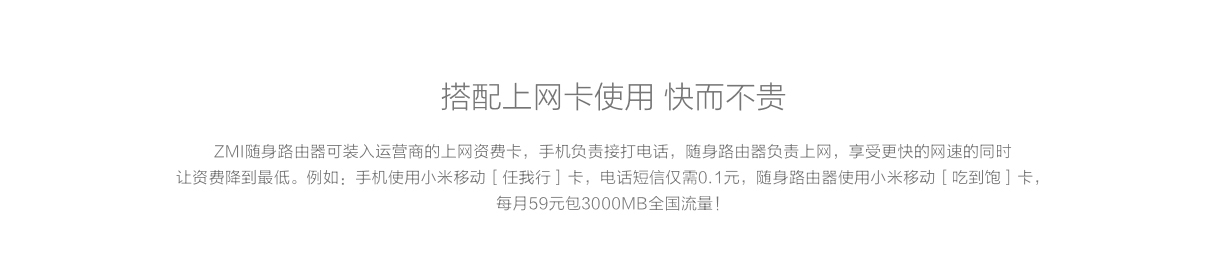 搭配上网卡使用 快而不贵
ZMI随身路由器可装入运营商的上网资费卡，手机负责接打电话，随身路由器负责上网，享受更快的网速的同时
让资费降到最低。例如：手机使用小米移动［任我行］卡，电话短信仅需0.1元，随身路由器使用小米移动［吃到饱］卡，
每月59元包3000MB全国流量！